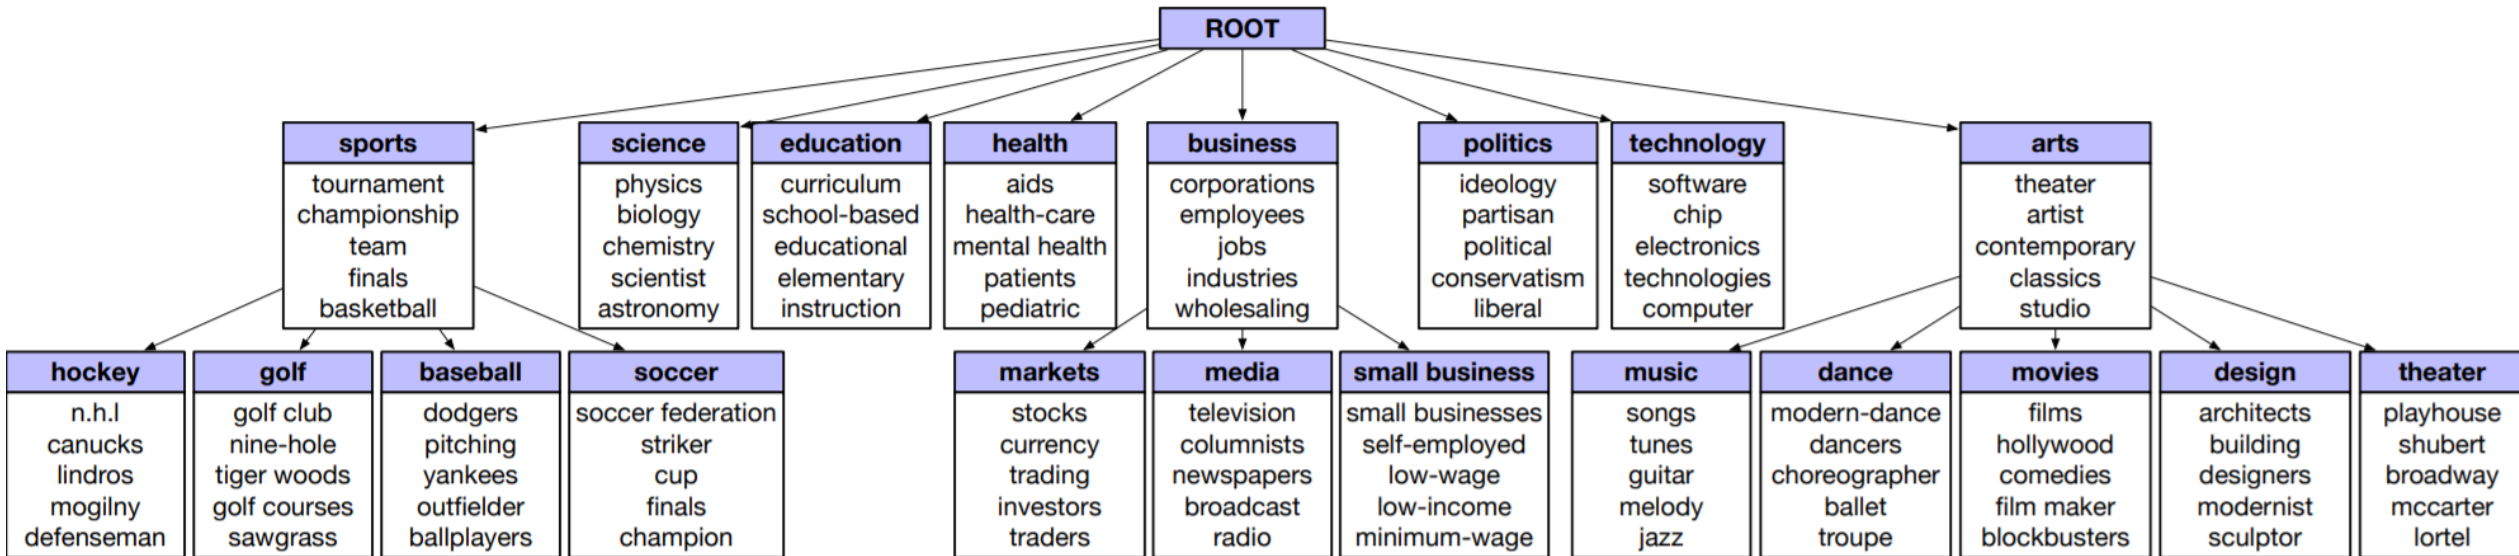 ROOT
sports
tournament
championship
team
finals
basketball
science
physics
biology
chemistry
scientist
astronomy
education
curriculum
school-based
educational
elementary
instruction
health
aids
health-care
mental health
patients
pediatric
business
corporations
employees
jobs
industries
wholesaling
politics
ideology
partisan
political
conservatism
liberal
technology
software
chip
electronics
technologies
computer
arts
theater
artist
contemporary
classics
studio
hockey
n.h.l
canucks
lindros
mogilny
defenseman
golf
golf club
nine-hole
tiger woods
golf courses
sawgrass
baseball
dodgers
pitching
yankees
outfielder
ballplayers
soccer
soccer federation
striker
cup
finals
champion
markets
stocks
currency
trading
investors
traders
media
television
columnists
newspapers
broadcast
radio
small business
small businesses
self-employed
low-wage
low-income
minimum-wage
music
songs
tunes
guitar
melody
jazz
dance
modern-dance
dancers
choreographer
ballet
troupe
movies
films
hollywood
comedies
film maker
blockbusters
design
architects
building
designers
modernist
sculptor
theater
playhouse
shubert
broadway
mccarter
lortel